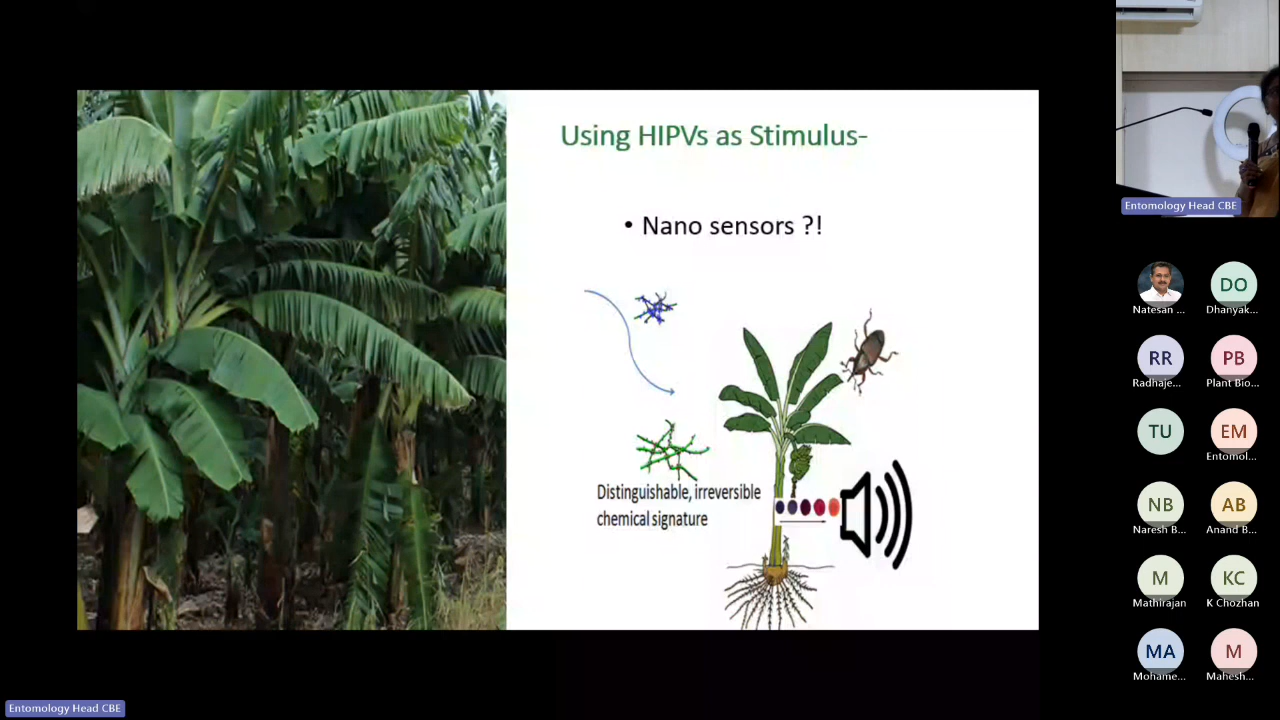 Using HIPVs as Stimulus-
• Nano sensors ?!
Distinguishable, irreversible
chemical signature
Entomology Head CBE
Natesan ...
DO
Dhanyak...
RR
Radhaje...
PB
Plant Bio...
TU
EM
Entomol...
NB
Naresh B...
AB
Anand B...
M
Mathirajan
KC
K Chozhan
MA
Mohame...
M
Mahesh...
Entomology Head CBE